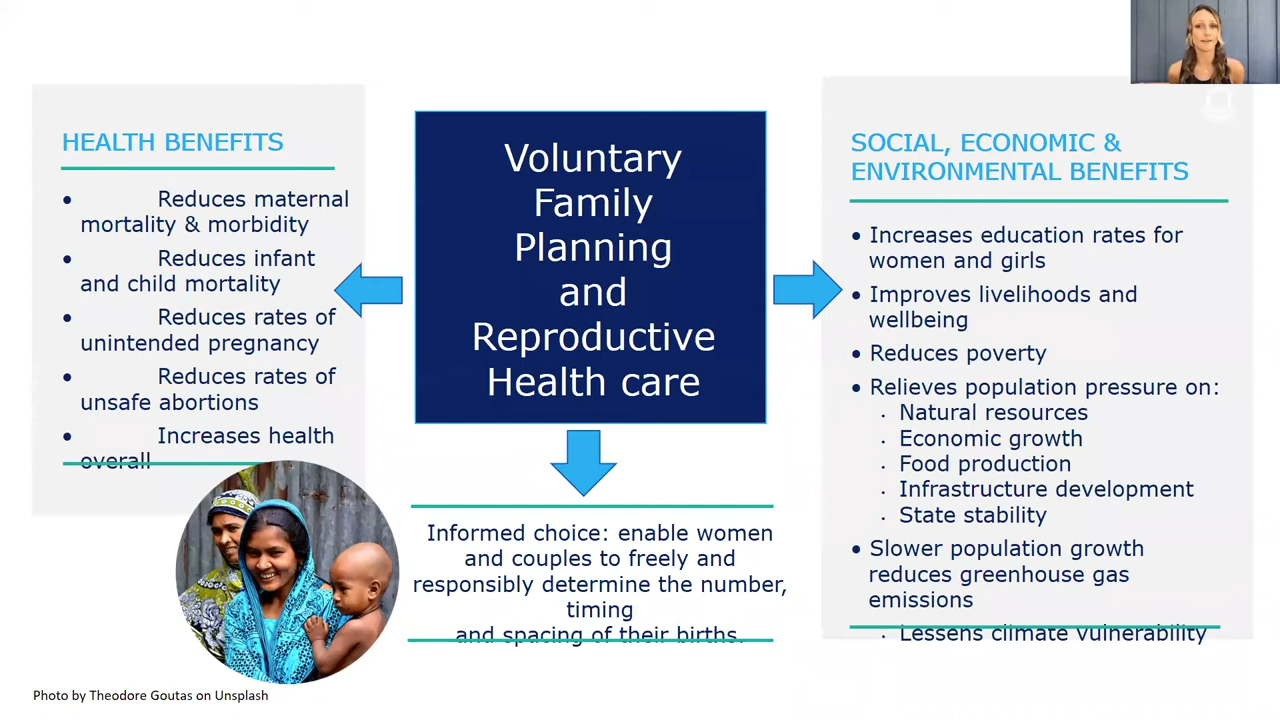 HEALTH BENEFITS
• Reduces maternal
mortality & morbidity
• Reduces infant
and child mortality
• Reduces rates of
unintended pregnancy
• Reduces rates of
unsafe abortions
• Increases health
overall
Voluntary
Family
Planning
and
Reproductive
Health care
Informed choice: enable women
and couples to freely and
responsibly determine the number,
timing
and spacing of their births.
SOCIAL, ECONOMIC &
ENVIRONMENTAL BENEFITS
• Increases education rates for
women and girls
• Improves livelihoods and
wellbeing
• Reduces poverty
• Relieves population pressure on:
· Natural resources
· Economic growth
· Food production
· Infrastructure development
· State stability
• Slower population growth
reduces greenhouse gas
emissions
· Lessens climate vulnerability
Photo by Theodore Goutas on Unsplash